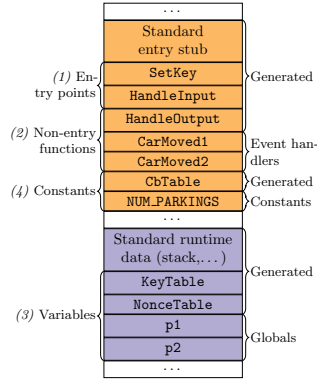 ...
Standard
entry stub
(1) En-
try points
SetKey
Generated
HandleInput
HandleOutput
(2) Non-entry
functions
CarMoved1
Event han-
dlers
CarMoved2
CbTable
Generated
(4) Constants
NUM_PARKINGS
Constants
...
Standard runtime
data (stack,...)
Generated
KeyTable
NonceTable
(3) Variables
p1
Globals
p2
...